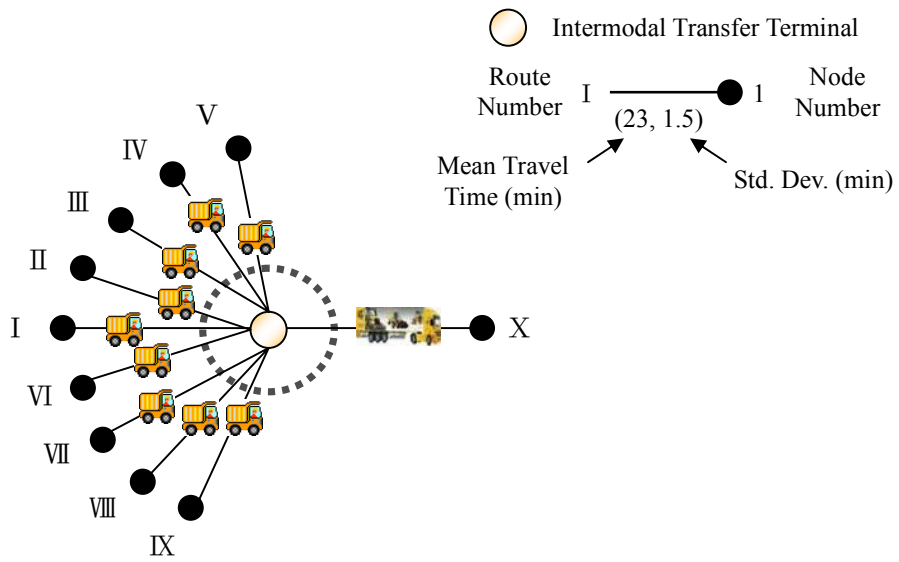 Intermodal Transfer Terminal
Route
Number
Ⅰ
1
Node
Number
(23, 1.5)
Mean Travel
Time (min)
Std. Dev. (min)
Ⅴ
Ⅳ
Ⅲ
Ⅱ
Ⅰ
Ⅹ
Ⅵ
Ⅶ
Ⅷ
Ⅸ